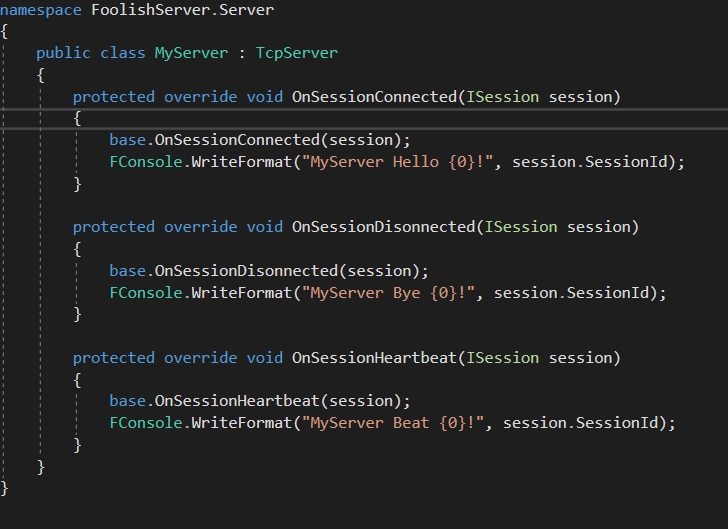 namespace FoolishServer.Server
{
    public class MyServer : TcpServer
    {
        protected override void OnSessionConnected(ISession session)
        {
            base.OnSessionConnected(session);
            FConsole.WriteFormat("MyServer Hello {0}!", session.SessionId);
        }

        protected override void OnSessionDisonnected(ISession session)
        {
            base.OnSessionDisonnected(session);
            FConsole.WriteFormat("MyServer Bye {0}!", session.SessionId);
        }

        protected override void OnSessionHeartbeat(ISession session)
        {
            base.OnSessionHeartbeat(session);
            FConsole.WriteFormat("MyServer Beat {0}!", session.SessionId);
        }
    }
}